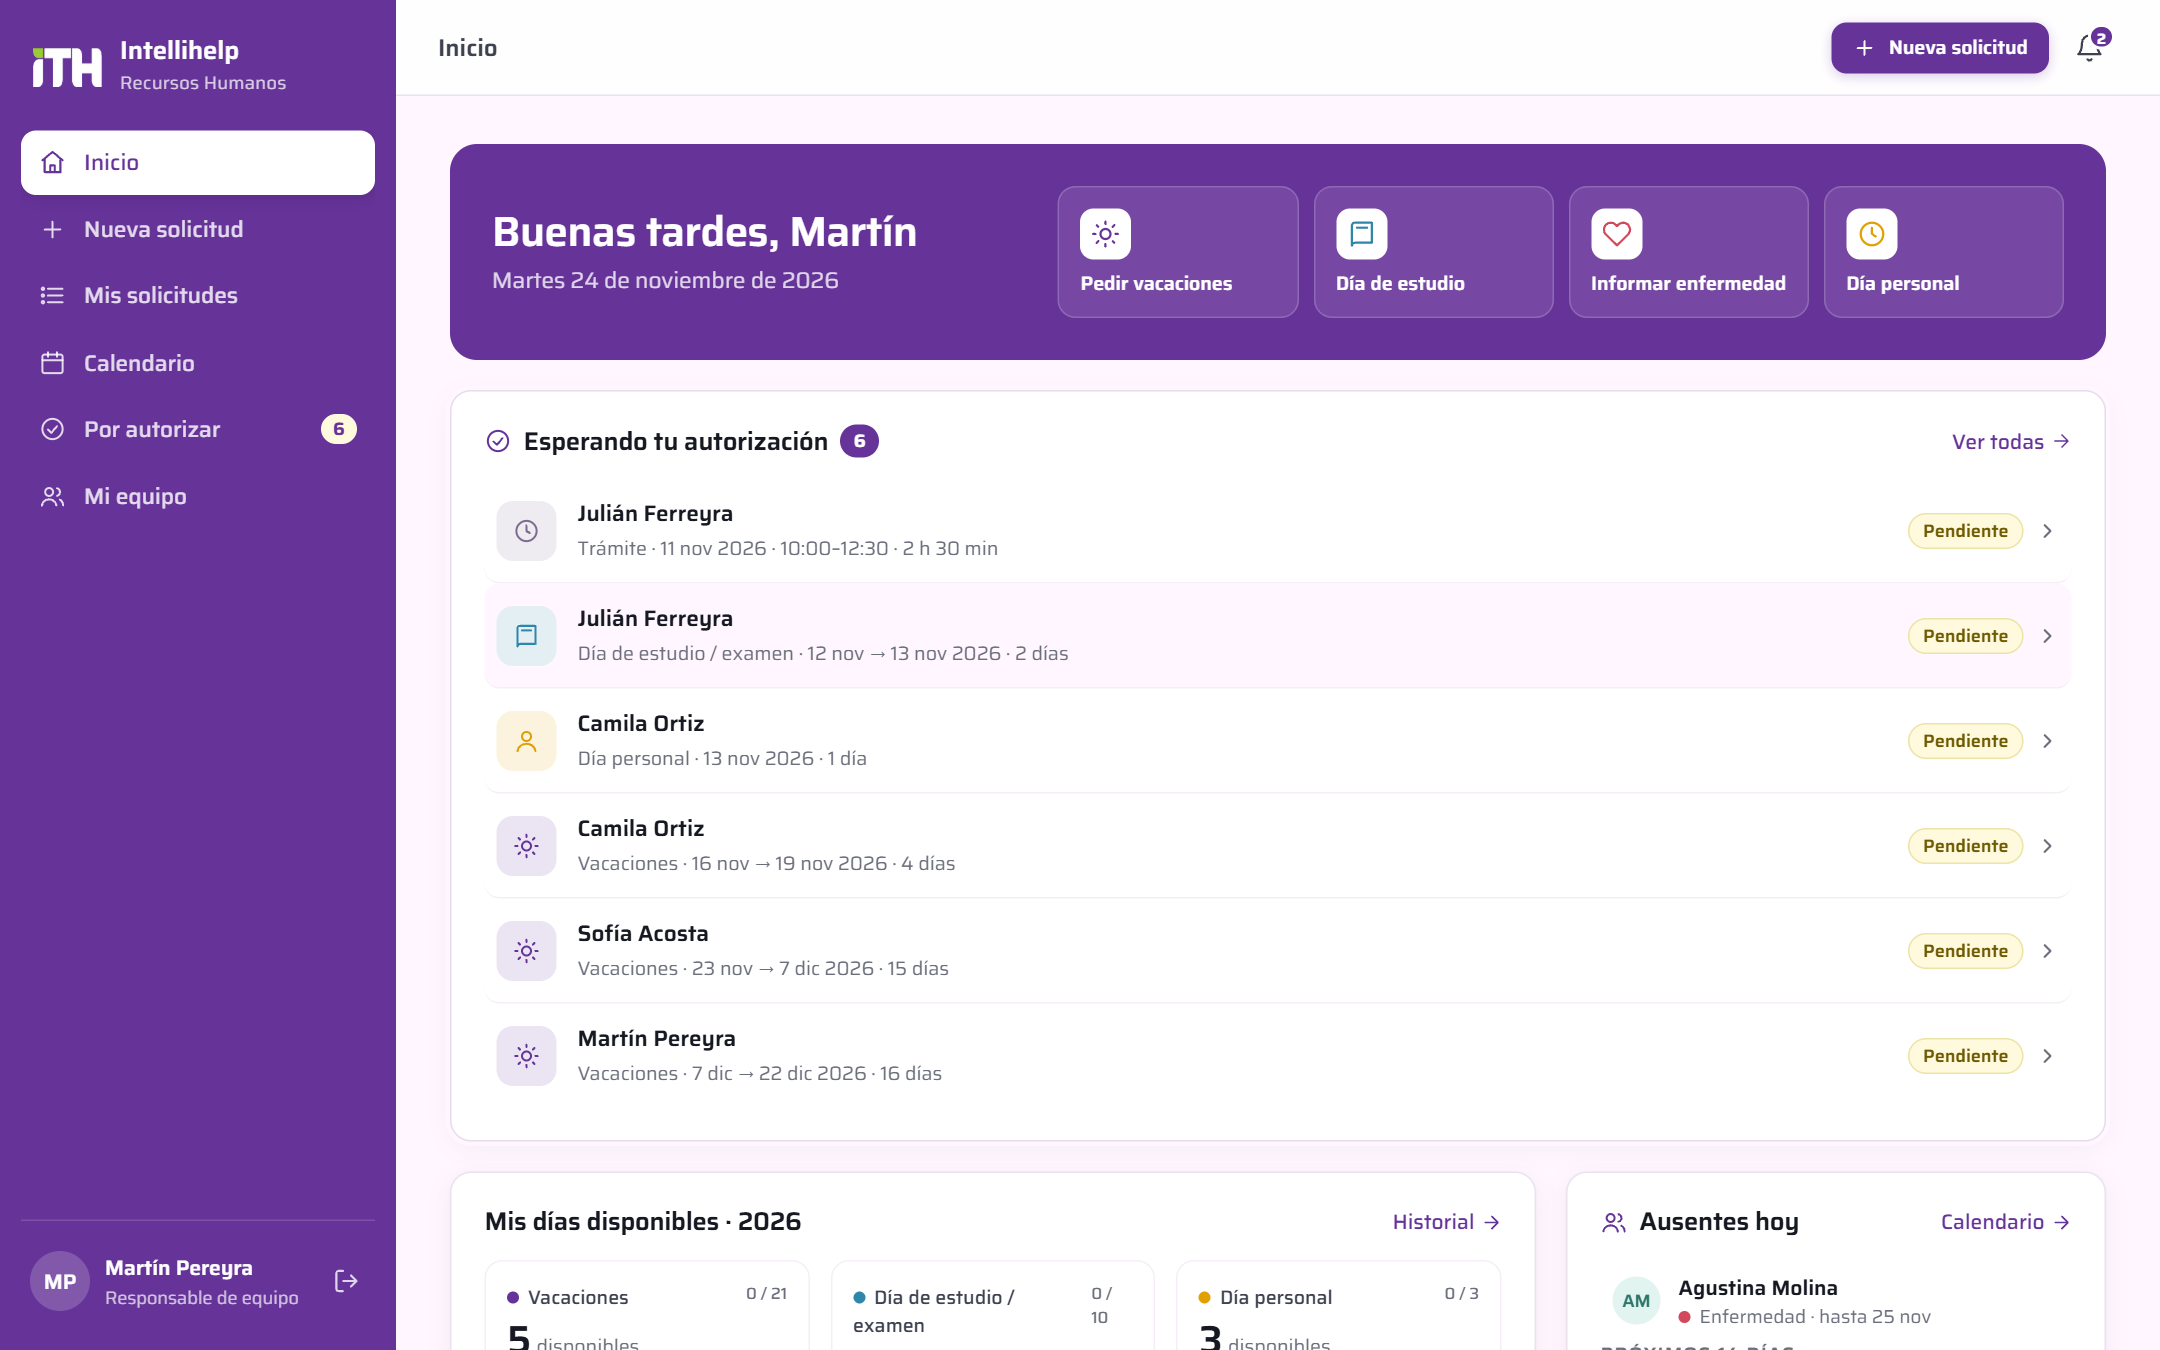 iTH
Intellihelp
Recursos Humanos
Inicio
Nueva solicitud
Mis solicitudes
Calendario
Por autorizar 6
Mi equipo
MP
Martín Pereyra
Responsable de equipo
Inicio
Nueva solicitud
2
Buenas tardes, Martín
Martes 24 de noviembre de 2026
Pedir vacaciones
Día de estudio
Informar enfermedad
Día personal
Esperando tu autorización 6
Ver todas →
Julián Ferreyra
Trámite · 11 nov 2026 · 10:00–12:30 · 2 h 30 min
Pendiente
Julián Ferreyra
Día de estudio / examen · 12 nov → 13 nov 2026 · 2 días
Pendiente
Camila Ortiz
Día personal · 13 nov 2026 · 1 día
Pendiente
Camila Ortiz
Vacaciones · 16 nov → 19 nov 2026 · 4 días
Pendiente
Sofía Acosta
Vacaciones · 23 nov → 7 dic 2026 · 15 días
Pendiente
Martín Pereyra
Vacaciones · 7 dic → 22 dic 2026 · 16 días
Pendiente
Mis días disponibles · 2026
Historial →
Vacaciones
0 / 21
5 disponibles
Día de estudio /
examen
0 /
10
Día personal
0 / 3
3 disponibles
Ausentes hoy
Calendario →
AM
Agustina Molina
Enfermedad · hasta 25 nov
PRÓXIMOS 14 DÍAS